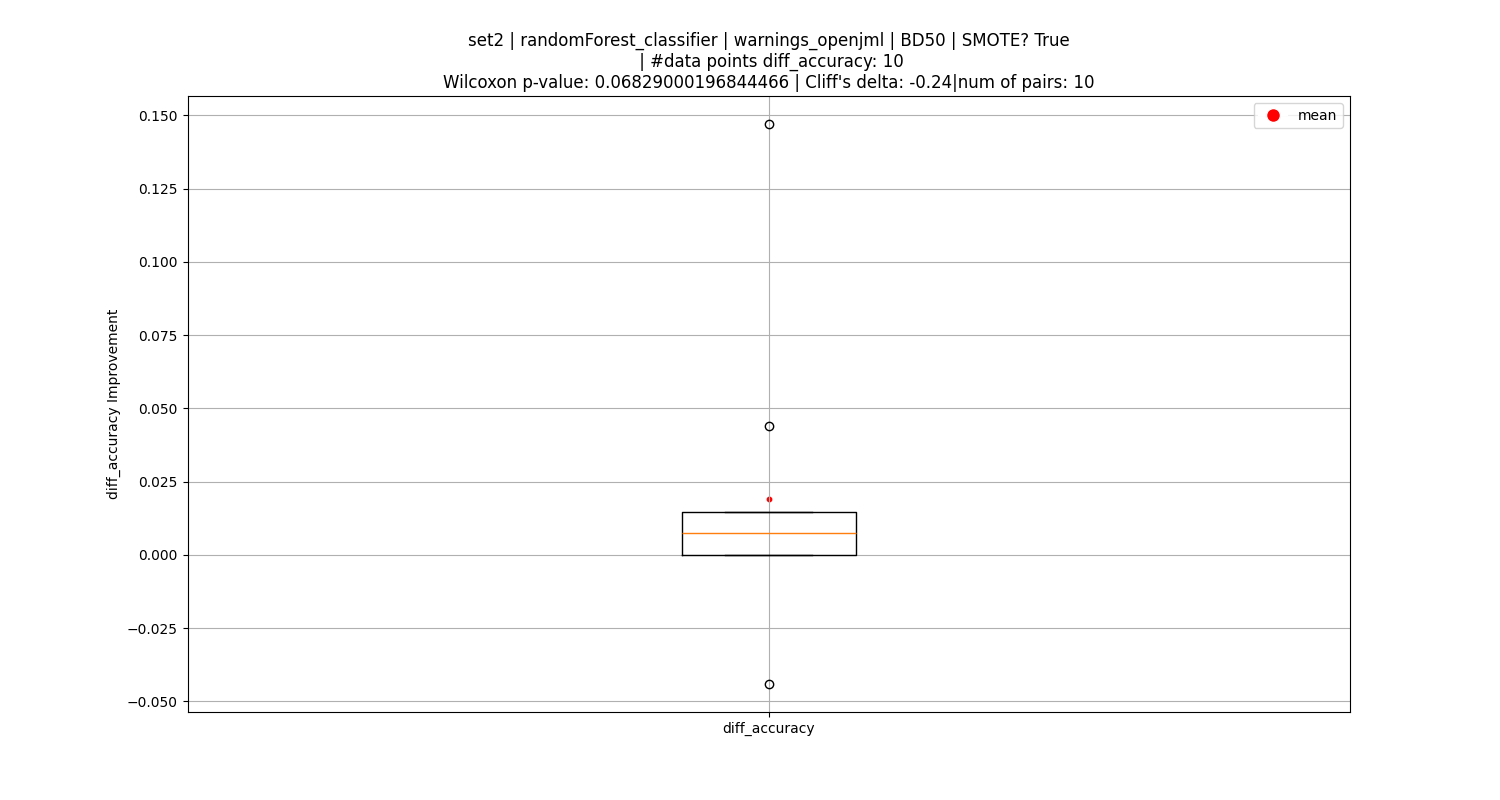 set2 | randomForest_classifier | warnings_openjml | BD50 | SMOTE? True
| #data points diff_accuracy: 10
Wilcoxon p-value: 0.06829000196844466 | Cliff's delta: -0.24|num of pairs: 10
mean
0.150
0.125
0.100
0.075
0.050
0.025
0.000
−0.025
−0.050
diff_accuracy Improvement
diff_accuracy